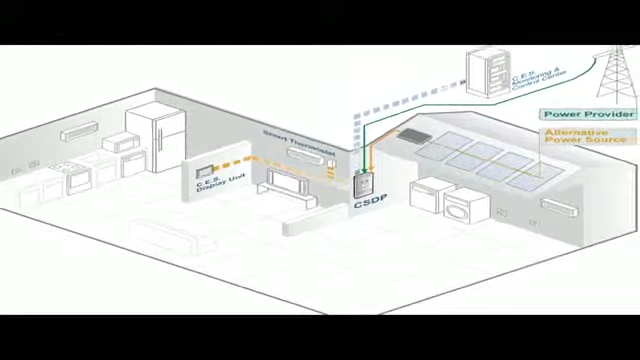 C.E.S.
Monitoring &
Control Center
Power Provider
Alternative
Power Source
Smart Thermostat
C.E.S.
Display Unit
CSDP